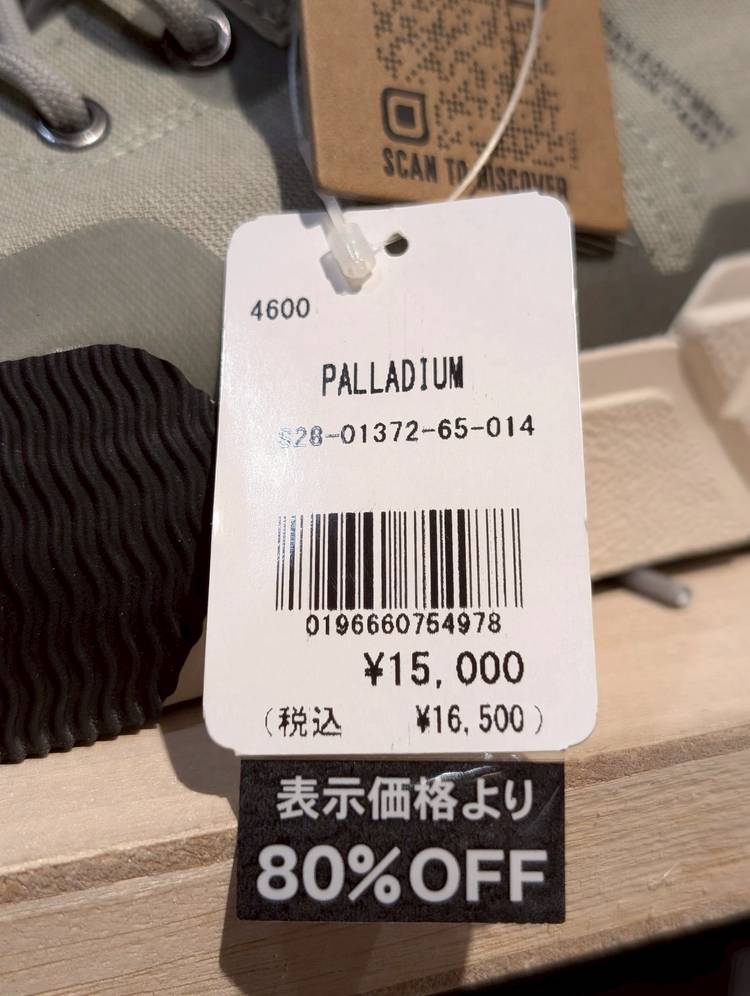 SCAN TO DISCOVER
4600
PALLADIUM
S28-01372-65-014
0196660754978
¥15,000
(税込 ¥16,500)
表示価格より
80%OFF